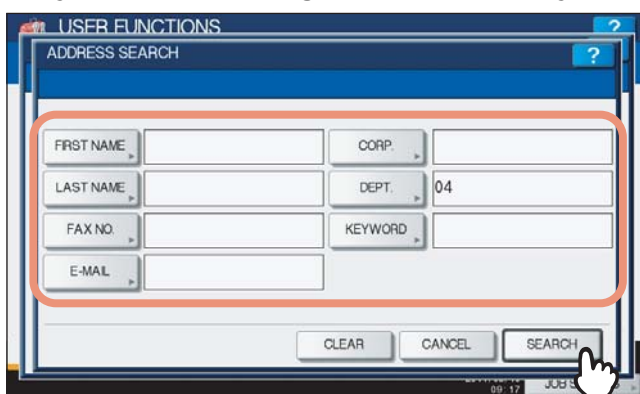 USER FUNCTIONS ?
ADDRESS SEARCH ?
FIRST NAME CORP.
LAST NAME DEPT. 04
FAX NO. KEYWORD
E-MAIL
CLEAR CANCEL SEARCH
09:17 JOB S